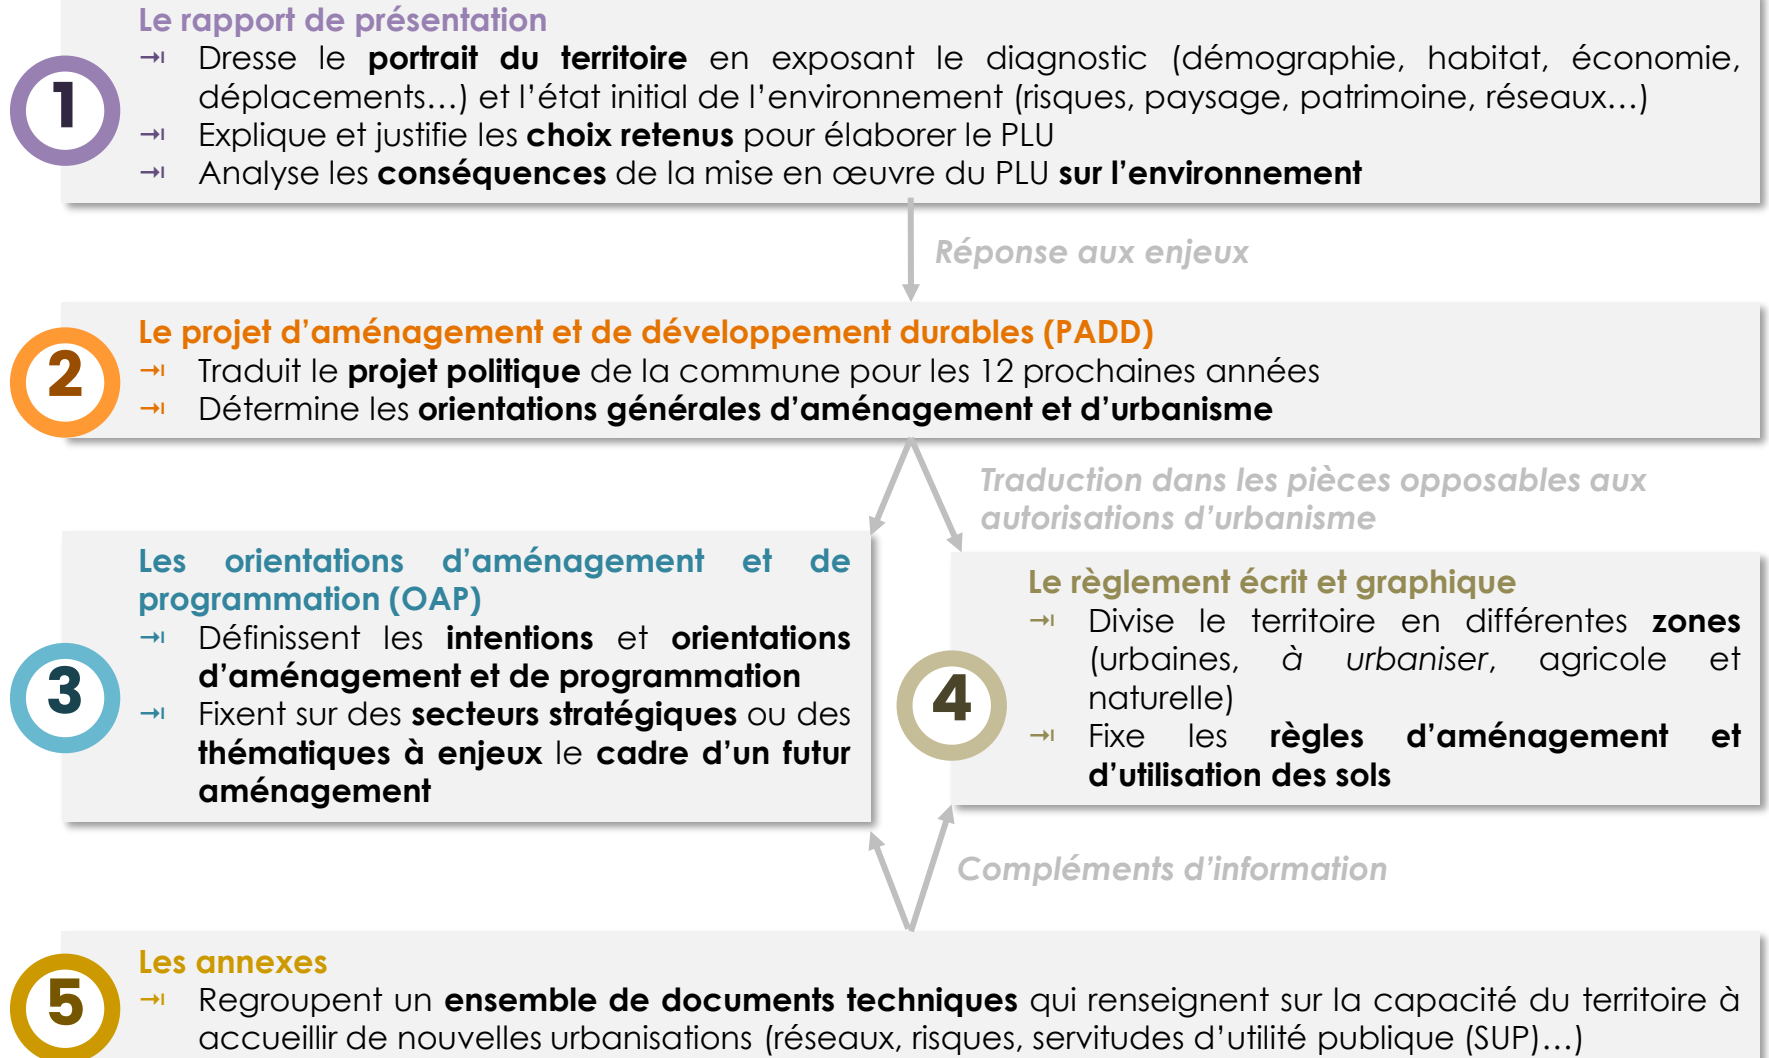 Le rapport de présentation
1
→ Dresse le portrait du territoire en exposant le diagnostic (démographie, habitat, économie,
déplacements…) et l’état initial de l’environnement (risques, paysage, patrimoine, réseaux…)
→ Explique et justifie les choix retenus pour élaborer le PLU
→ Analyse les conséquences de la mise en œuvre du PLU sur l’environnement
Réponse aux enjeux
Le projet d’aménagement et de développement durables (PADD)
2
→ Traduit le projet politique de la commune pour les 12 prochaines années
→ Détermine les orientations générales d’aménagement et d’urbanisme
Traduction dans les pièces opposables aux
autorisations d’urbanisme
Les orientations d’aménagement et de
programmation (OAP)
3
→ Définissent les intentions et orientations
d’aménagement et de programmation
→ Fixent sur des secteurs stratégiques ou des
thématiques à enjeux le cadre d’un futur
aménagement
Le règlement écrit et graphique
4
→ Divise le territoire en différentes zones
(urbaines, à urbaniser, agricole et
naturelle)
→ Fixe les règles d’aménagement et
d’utilisation des sols
Compléments d’information
Les annexes
5
→ Regroupent un ensemble de documents techniques qui renseignent sur la capacité du territoire à
accueillir de nouvelles urbanisations (réseaux, risques, servitudes d’utilité publique (SUP)…)